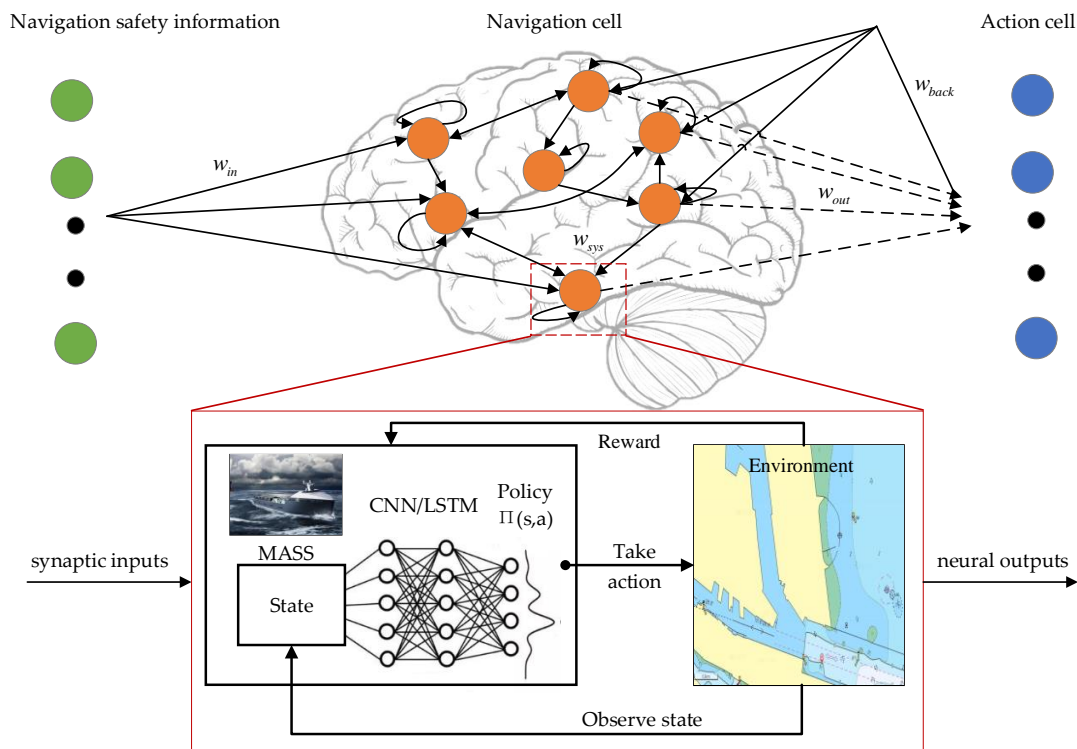 Navigation safety information
Navigation cell
Action cell
w_back
w_in
w_out
w_sys
Reward
Environment
CNN/LSTM
Policy
Π(s,a)
synaptic inputs
MASS
State
Take
action
neural outputs
Observe state